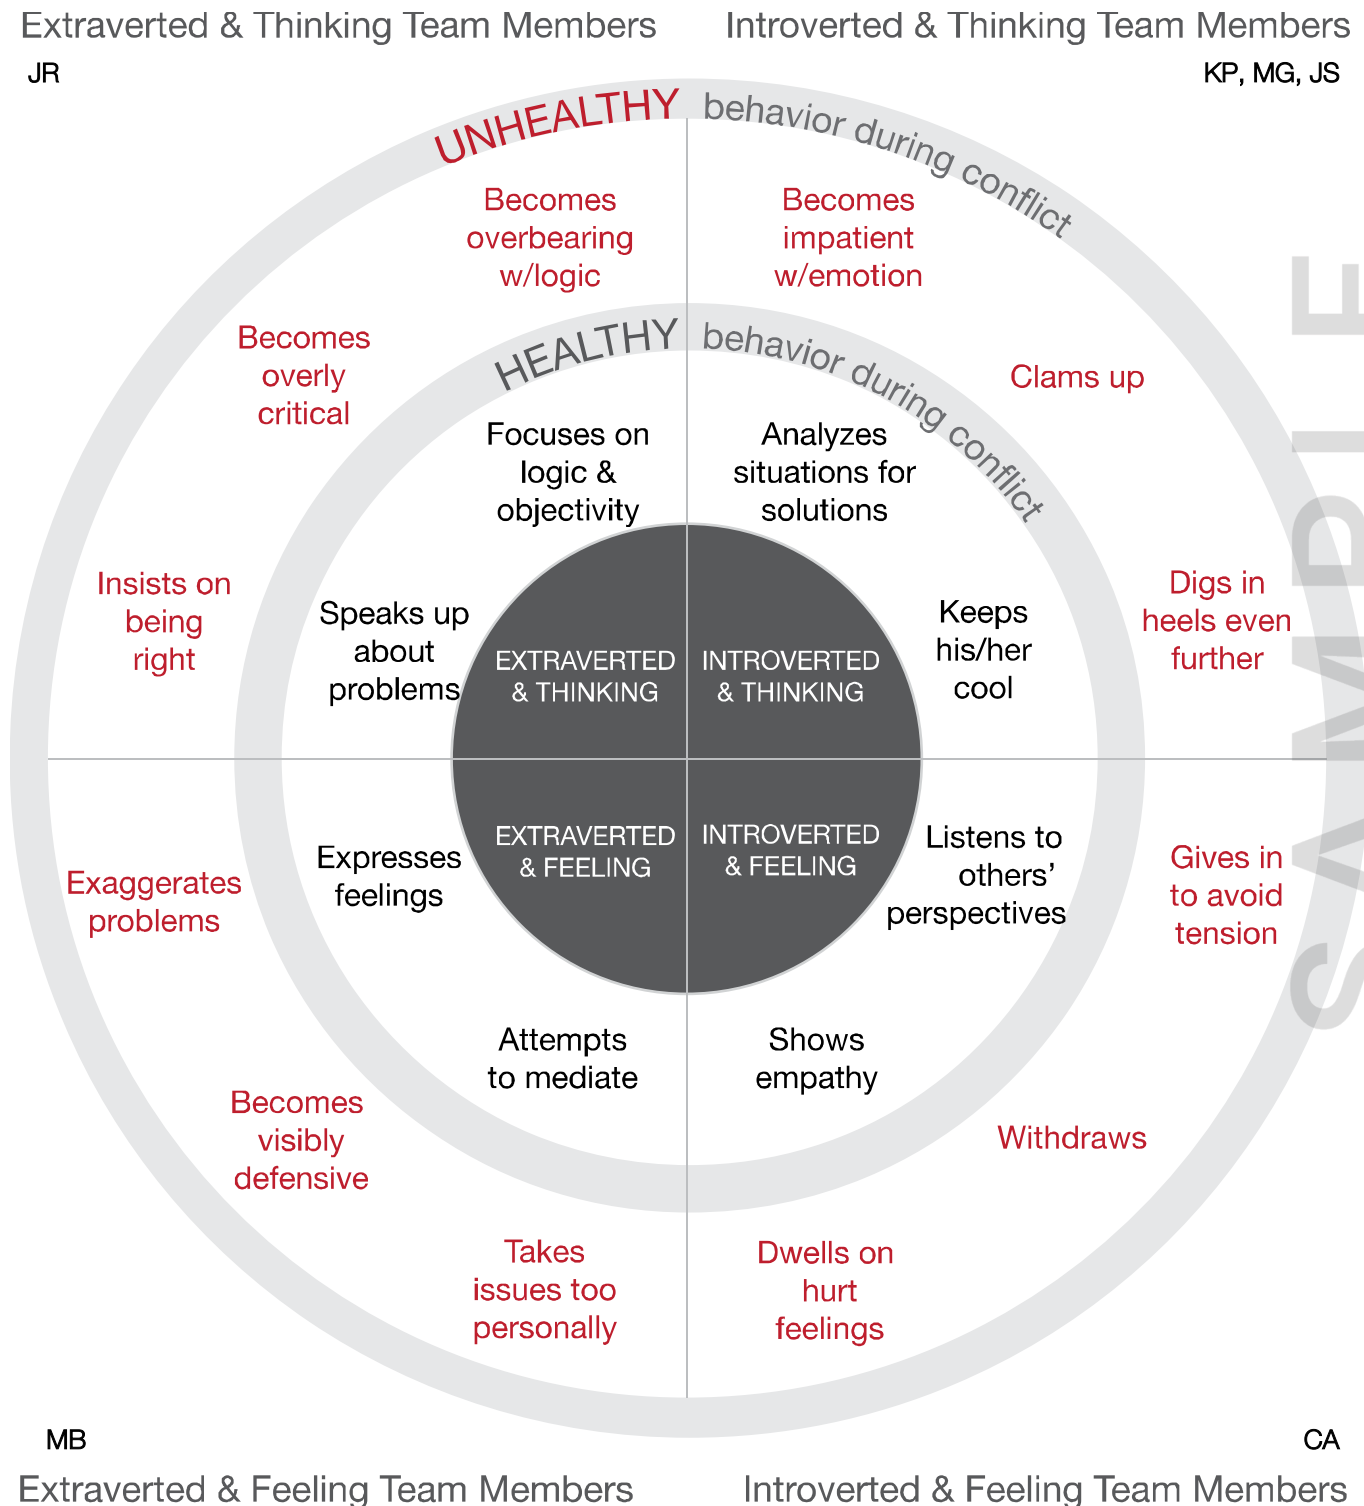 Extraverted & Thinking Team Members
Introverted & Thinking Team Members
JR
KP, MG, JS
UNHEALTHY behavior during conflict
Becomes
overbearing
w/logic
Becomes
impatient
w/emotion
Becomes
overly
critical
Clams up
Insists on
being
right
Digs in
heels even
further
HEALTHY behavior during conflict
Focuses on
logic &
objectivity
Analyzes
situations for
solutions
Speaks up
about
problems
Keeps
his/her
cool
EXTRAVERTED
& THINKING
INTROVERTED
& THINKING
EXTRAVERTED
& FEELING
INTROVERTED
& FEELING
Expresses
feelings
Listens to
others’
perspectives
Attempts
to mediate
Shows
empathy
Exaggerates
problems
Gives in
to avoid
tension
Becomes
visibly
defensive
Withdraws
Takes
issues too
personally
Dwells on
hurt
feelings
MB
CA
Extraverted & Feeling Team Members
Introverted & Feeling Team Members
SAMPLE